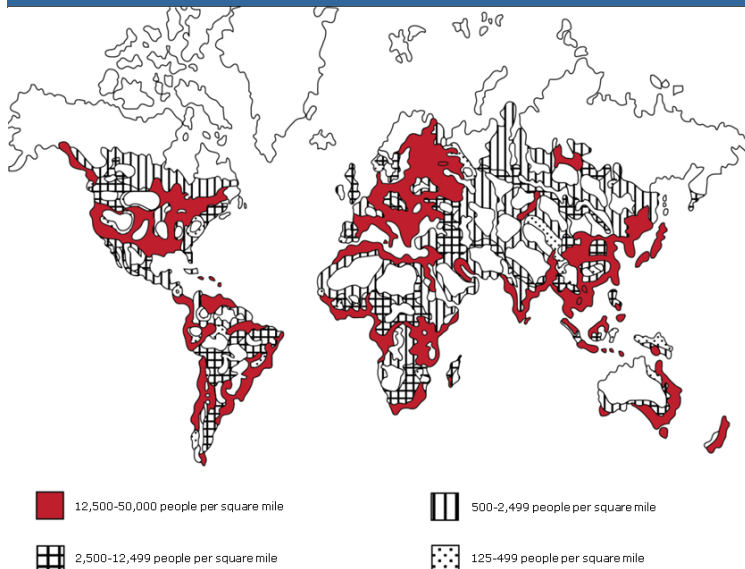 12,500-50,000 people per square mile
500-2,499 people per square mile
2,500-12,499 people per square mile
125-499 people per square mile